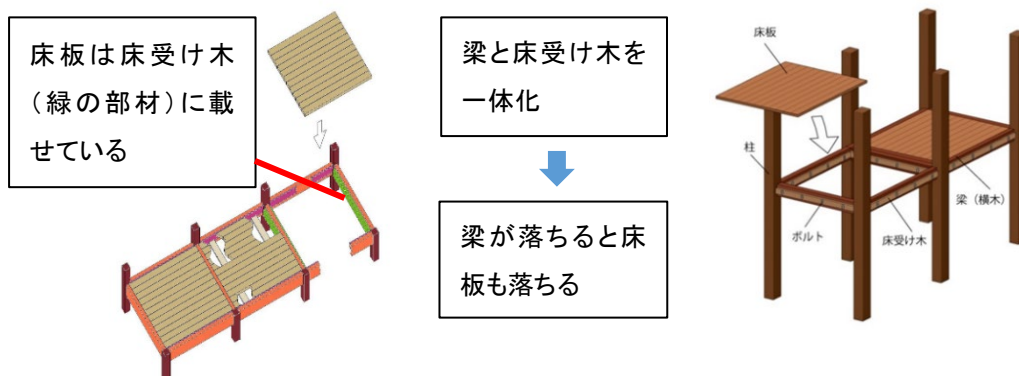 床板は床受け木
(緑の部材)に載
せている
梁と床受け木を
一体化
梁が落ちると床
板も落ちる
床板
柱
梁(横木)
ボルト
床受け木